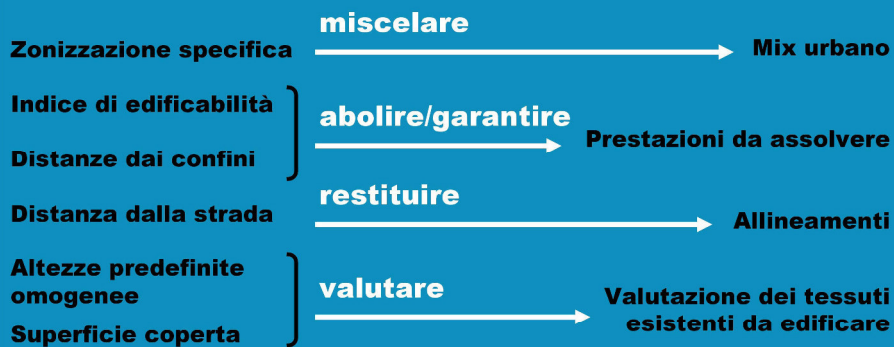 miscelare
Zonizzazione specifica
Mix urbano
Indice di edificabilità
abolire/garantire
Distanze dai confini
Prestazioni da assolvere
restituire
Distanza dalla strada
Allineamenti
Altezze predefinite
omogenee
valutare
Valutazione dei tessuti
esistenti da edificare
Superficie coperta